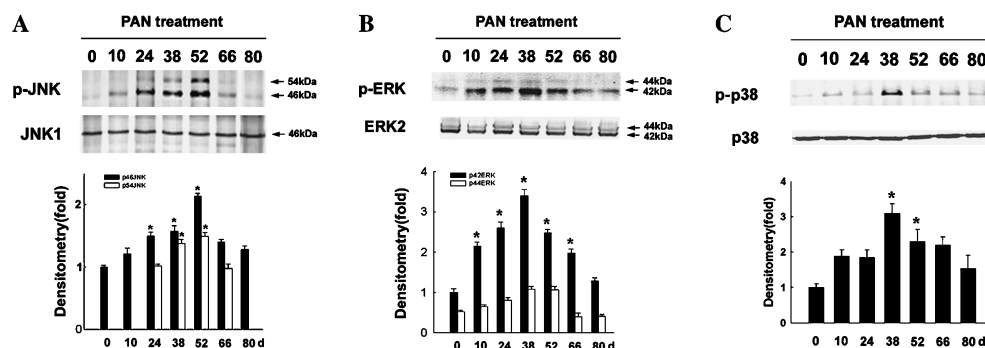 A
PAN treatment
0 10 24 38 52 66 80
p-JNK
54kDa
46kDa
JNK1
46kDa
Densitometry(fold)
2
1
0
p46JNK
p54JNK
* * * * *
0 10 24 38 52 66 80 d
B
PAN treatment
0 10 24 38 52 66 80
p-ERK
44kDa
42kDa
ERK2
44kDa
42kDa
Densitometry(fold)
4
3
2
1
0
p42ERK
p44ERK
* * * * *
0 10 24 38 52 66 80 d
C
PAN treatment
0 10 24 38 52 66 80
p-p38
p38
Densitometry(fold)
4
3
2
1
0
* *
0 10 24 38 52 66 80 d